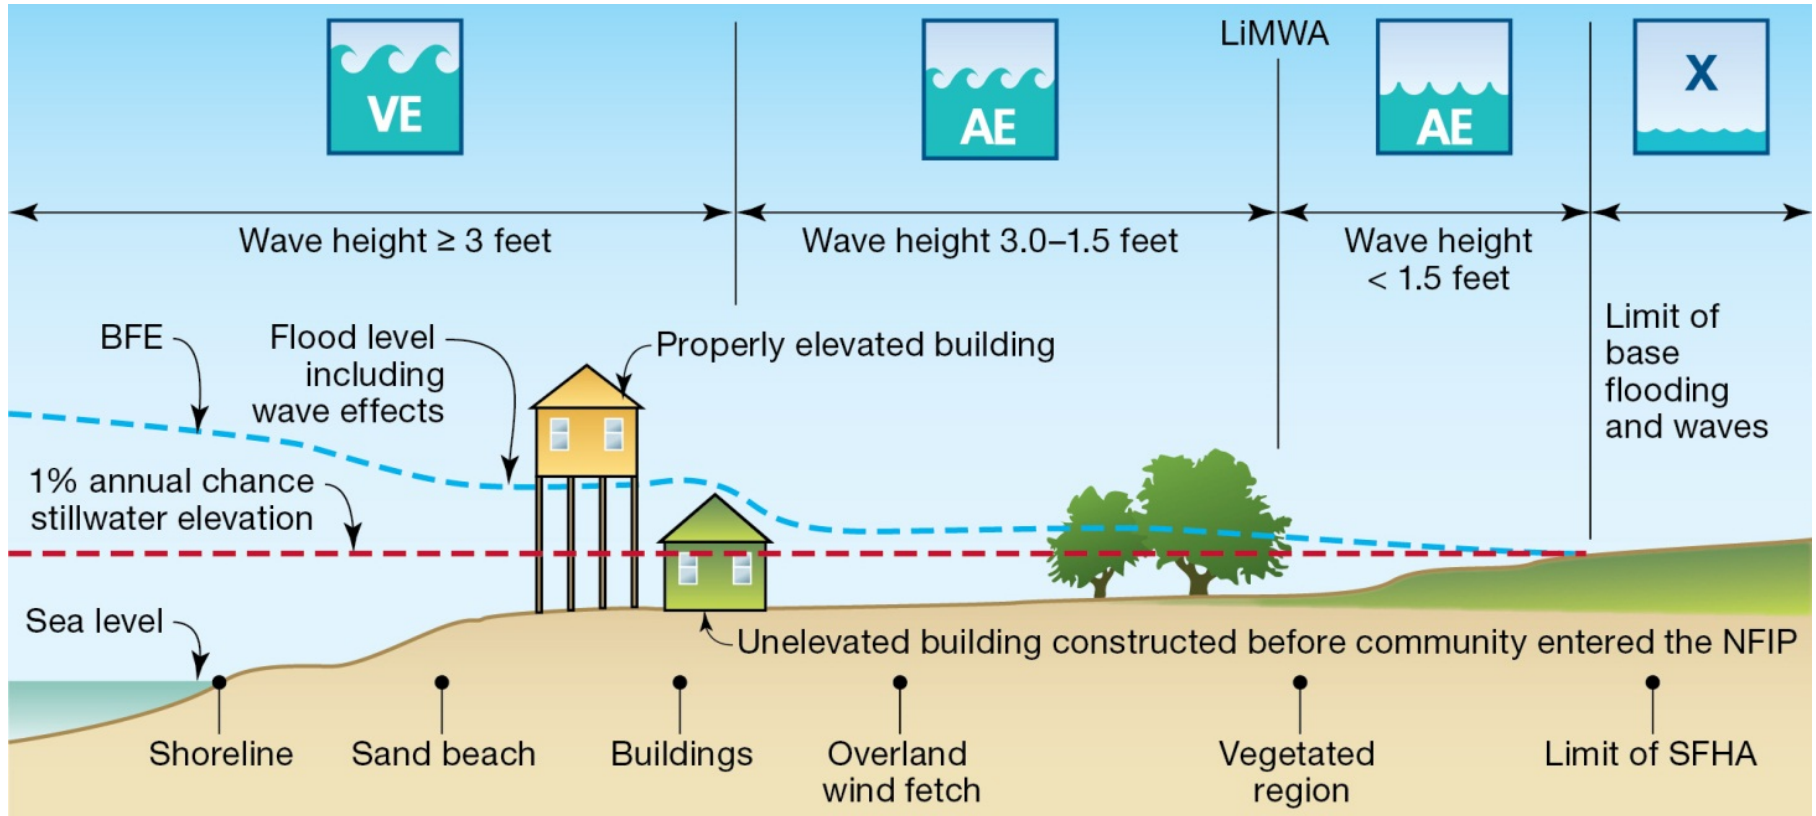 VE
AE
LiMWA
AE
X
Wave height ≥ 3 feet
Wave height 3.0–1.5 feet
Wave height
< 1.5 feet
Limit of
base
flooding
and waves
BFE
Flood level
including
wave effects
Properly elevated building
1% annual chance
stillwater elevation
Sea level
Unelevated building constructed before community entered the NFIP
Shoreline
Sand beach
Buildings
Overland
wind fetch
Vegetated
region
Limit of SFHA